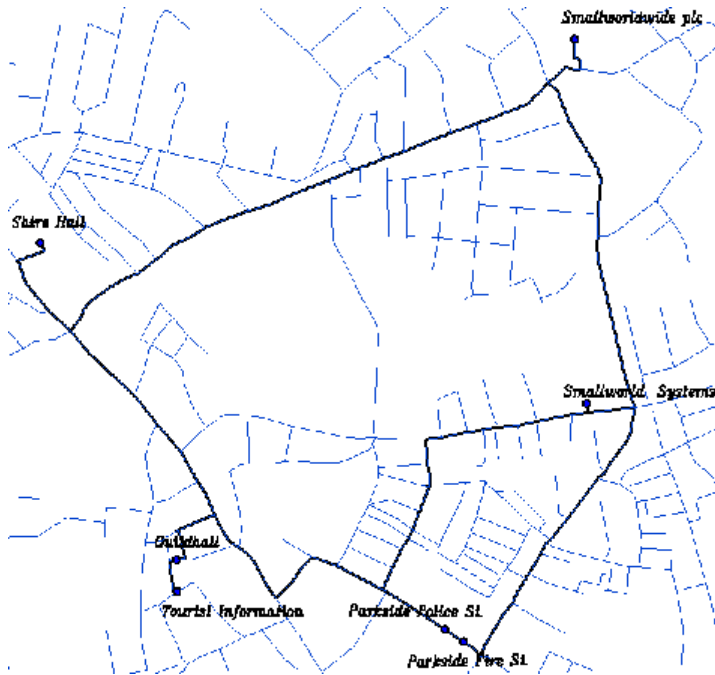 Smallworldwide plc
Shire Hall
Smallworld Systems
Guildhall
Tourist Information
Parkside Police St.
Parkside Fire St.